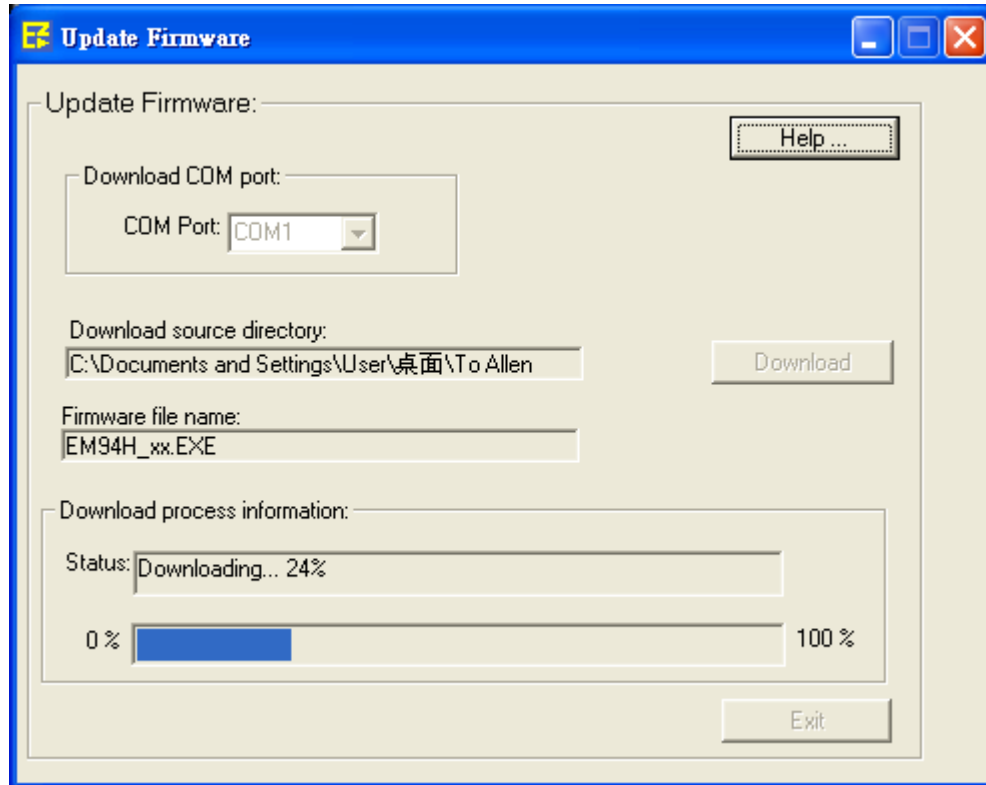 Update Firmware
Update Firmware:
Help ...
Download COM port:
COM Port: COM1
Download source directory:
C:\Documents and Settings\User\桌面\To Allen
Download
Firmware file name:
EM94H_xx.EXE
Download process information:
Status: Downloading... 24%
0 % 100 %
Exit